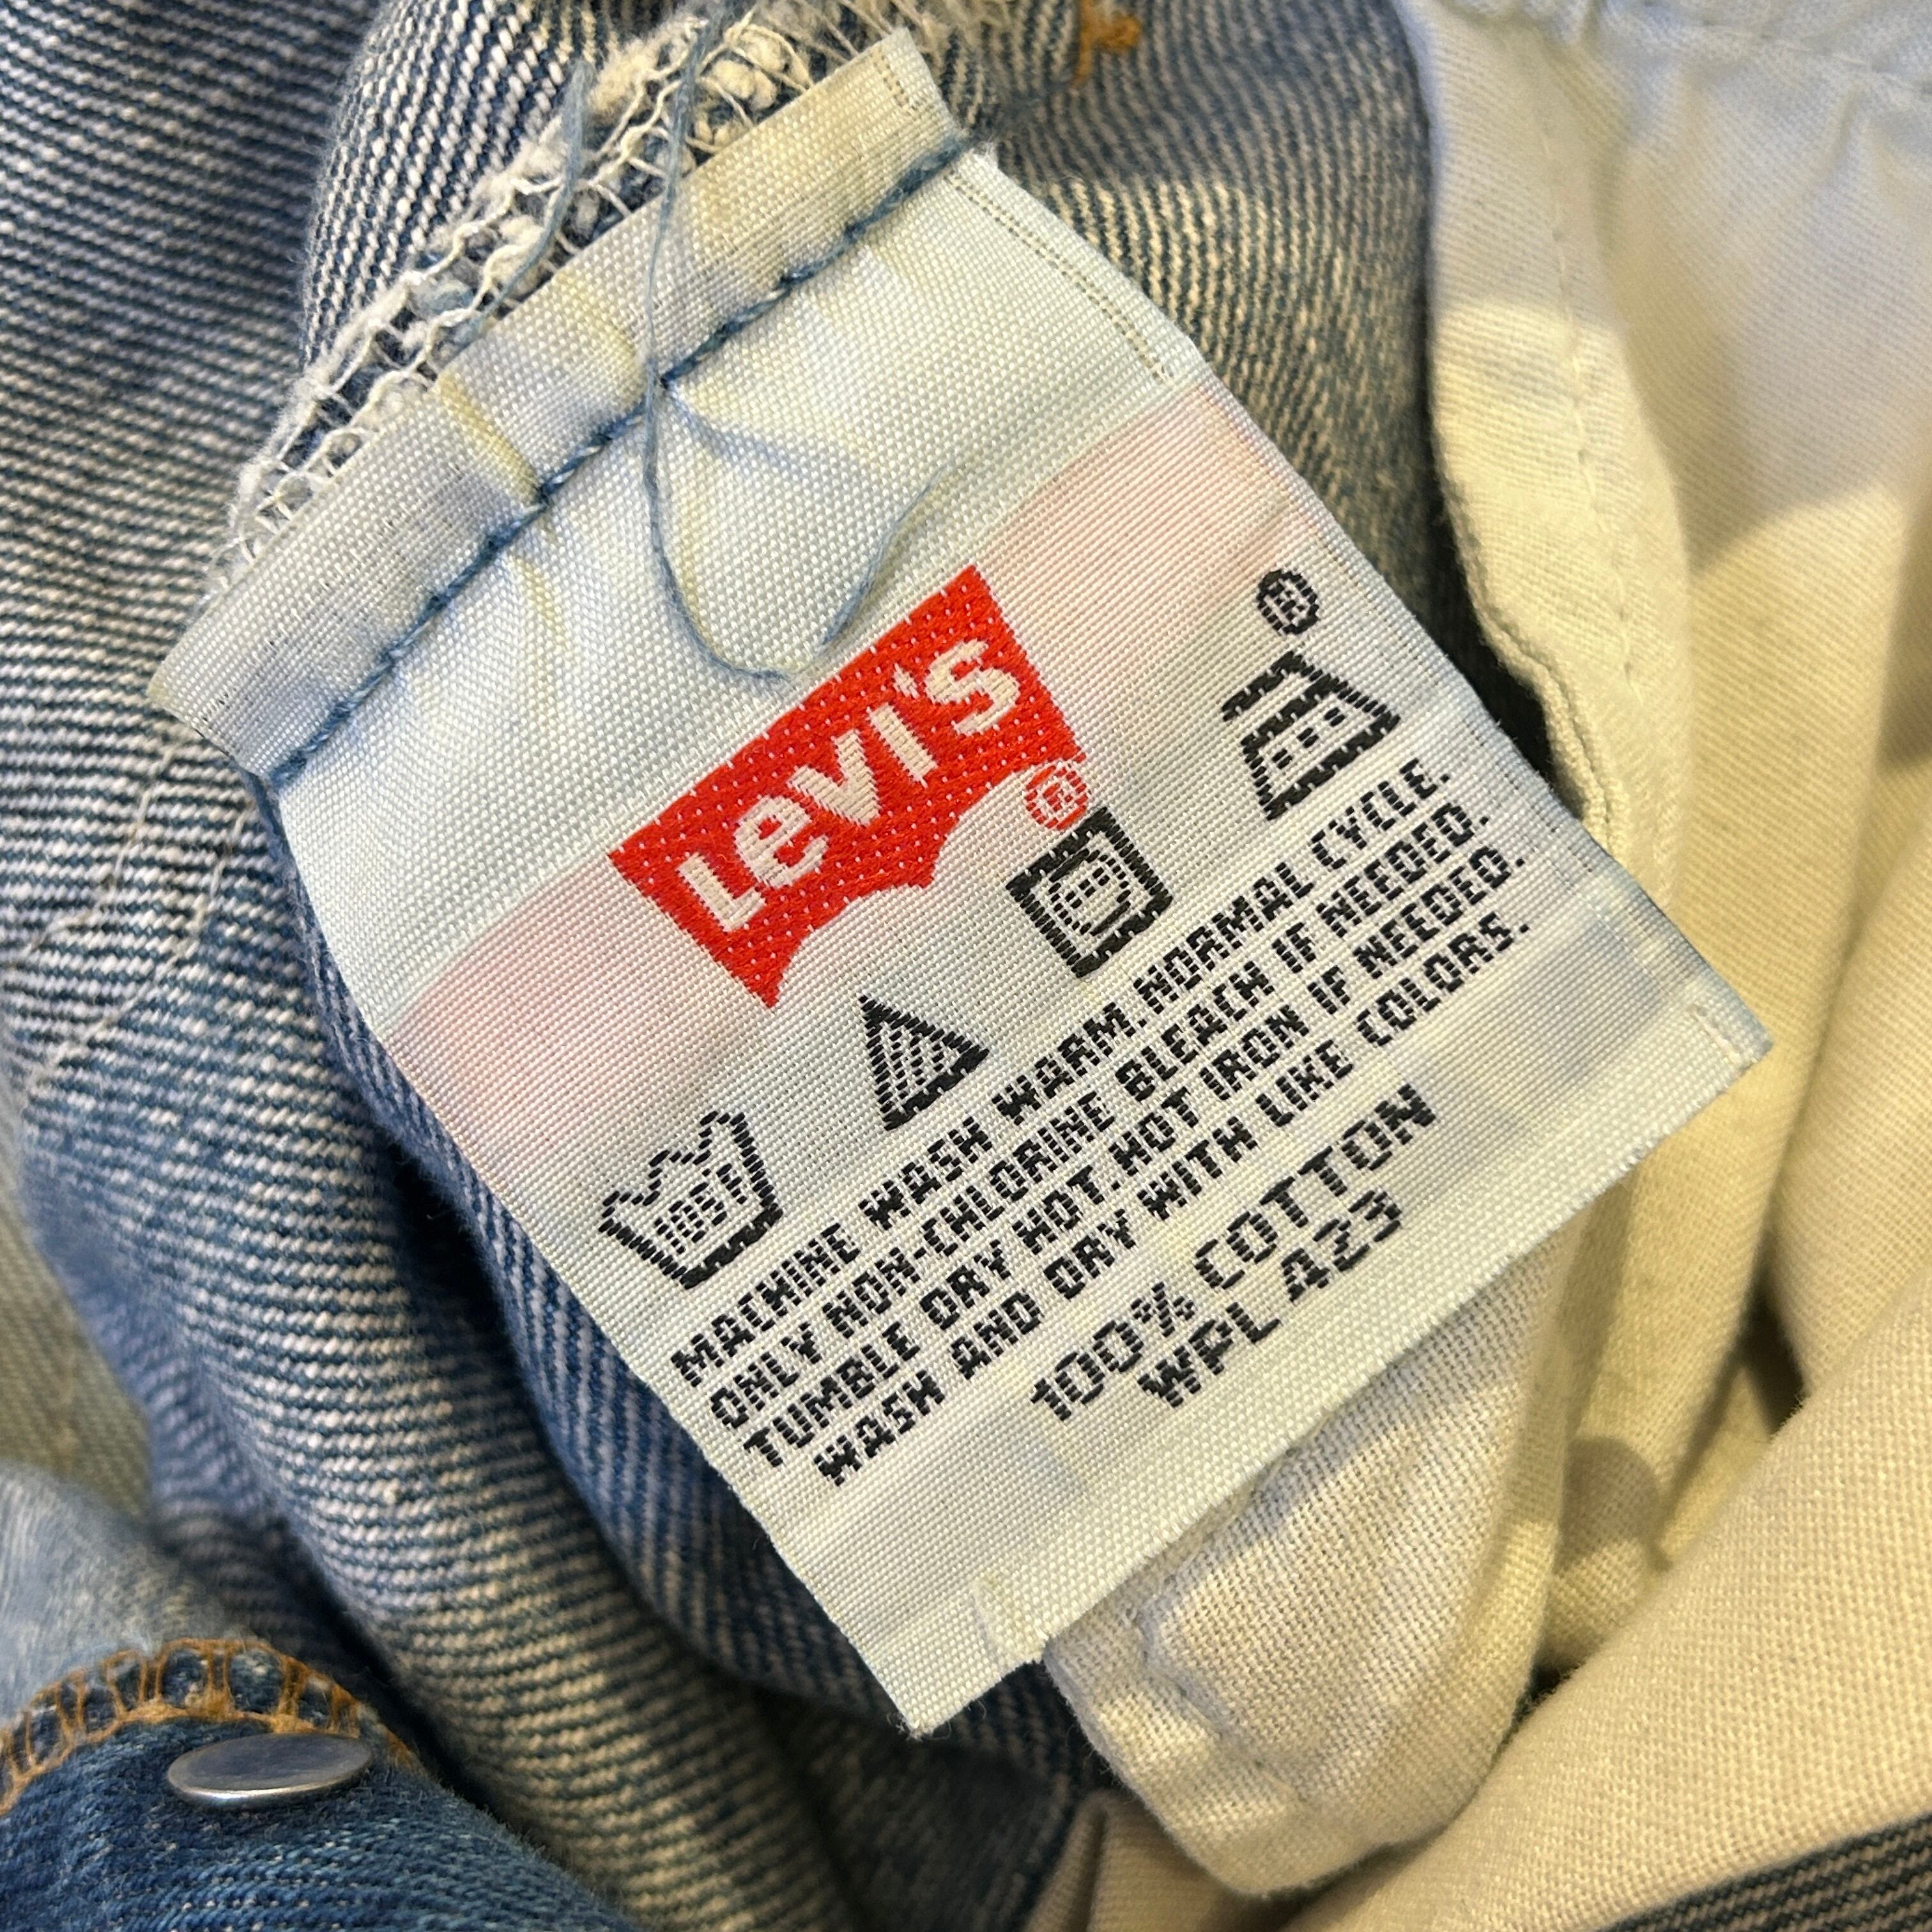 LEVI'S®
®
105F
MACHINE WASH WARM. NORMAL CYCLE.
ONLY NON-CHLORINE BLEACH IF NEEDED.
TUMBLE DRY HOT. HOT IRON IF NEEDED.
WASH AND DRY WITH LIKE COLORS.
100% COTTON
WPL 423